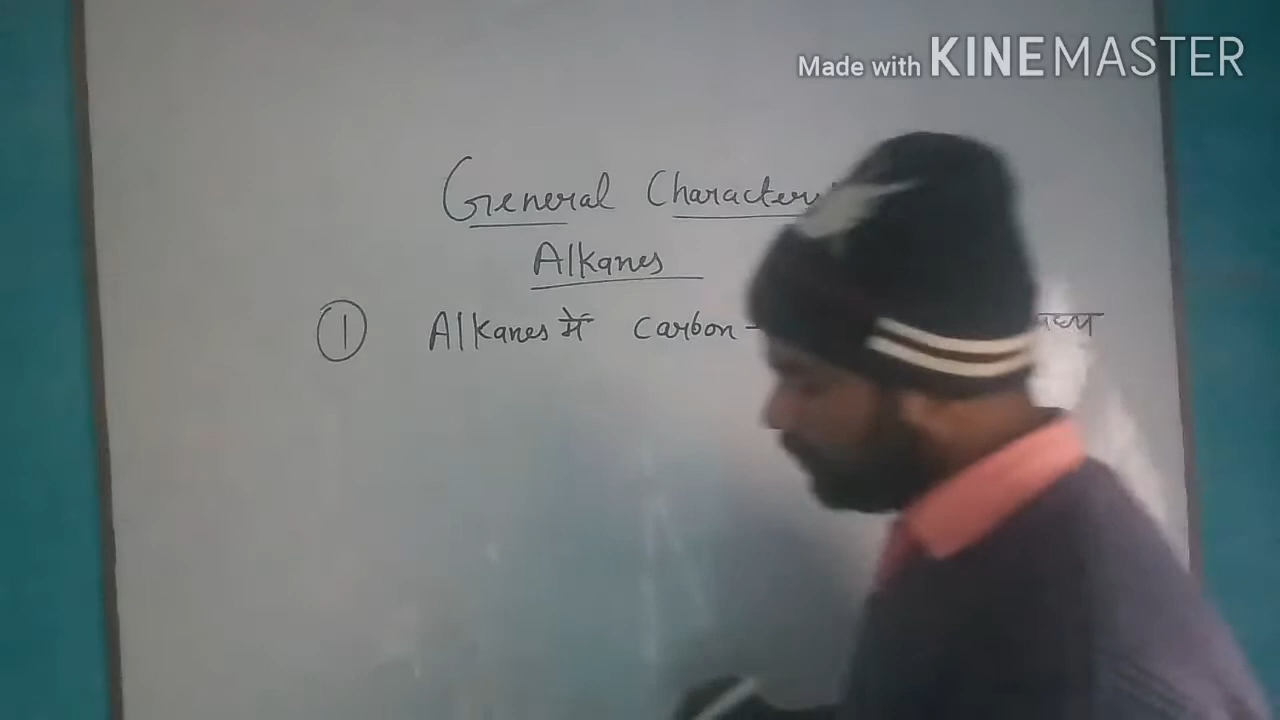 Made with KINEMASTER
General Character
Alkanes
① Alkanes में Carbon-